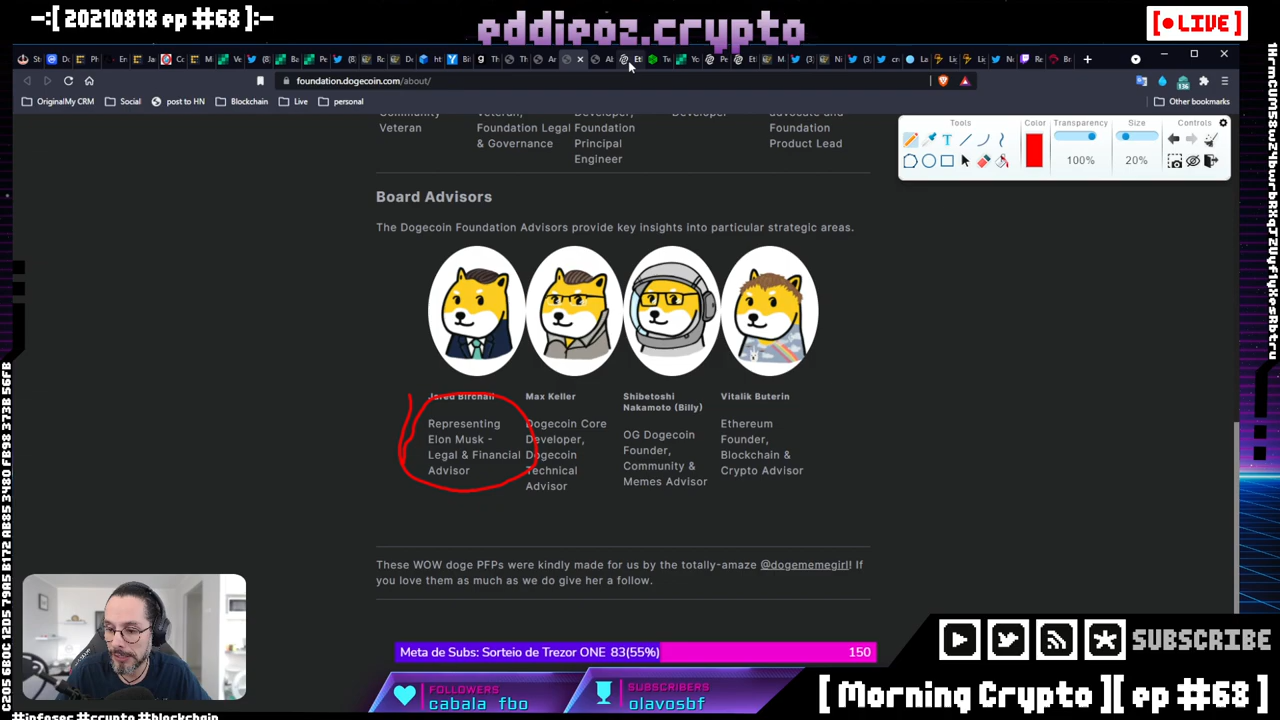 -:[ 20210818 ep #68]:-
eddieoz.crypto
[● LIVE]
foundation.dogecoin.com/about/
OriginalMy CRM
Social
post to HN
Blockchain
Live
personal
Other bookmarks
Tools
Color
Transparency
Size
Controls
100%
20%
Community
Veteran
Veteran,
Foundation Legal
& Governance
Developer,
Foundation
Principal
Engineer
Developer
advocate and
Foundation
Product Lead
Board Advisors
The Dogecoin Foundation Advisors provide key insights into particular strategic areas.
Jared Birchall
Representing
Elon Musk -
Legal & Financial
Advisor
Max Keller
Dogecoin Core
Developer,
Dogecoin
Technical
Advisor
Shibetoshi
Nakamoto (Billy)
OG Dogecoin
Founder,
Community &
Memes Advisor
Vitalik Buterin
Ethereum
Founder,
Blockchain &
Crypto Advisor
These WOW doge PFPs were kindly made for us by the totally-amaze @dogememegirl! If
you love them as much as we do give her a follow.
Meta de Subs: Sorteio de Trezor ONE 83(55%)
150
FOLLOWERS
cabala_fbo
SUBSCRIBERS
olavosbf
SUBSCRIBE
[ Morning Crypto ][ ep #68 ]
#infosec #crypto #blockchain